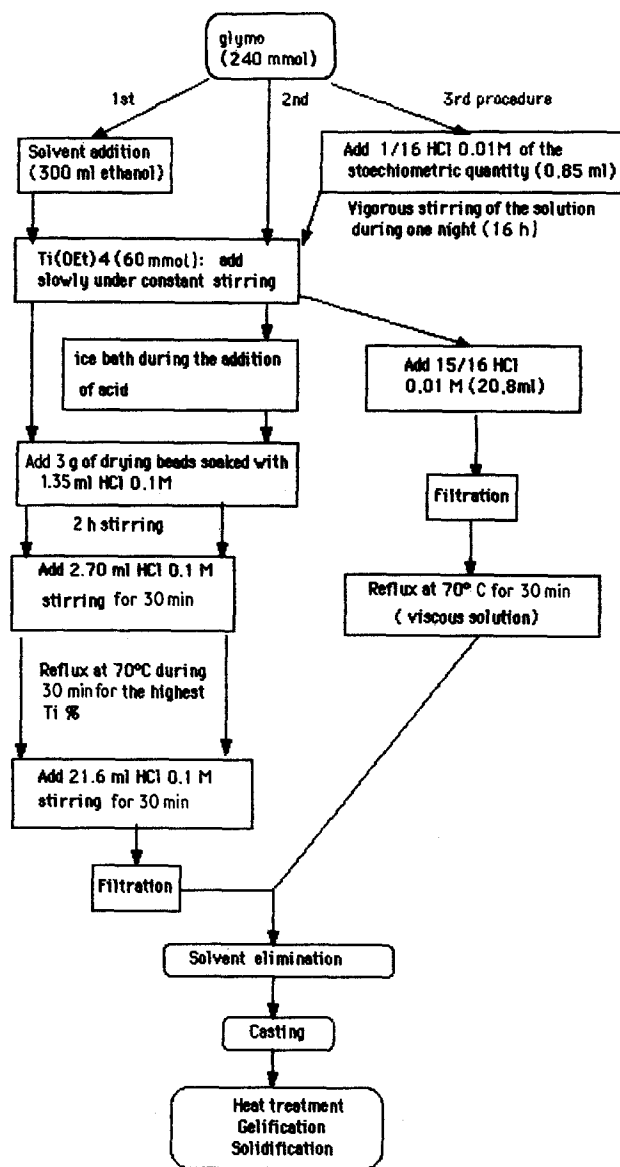 glymo
(240 mmol)
1st
2nd
3rd procedure
Solvent addition
(300 ml ethanol)
Add 1/16 HCl 0.01M of the
stoechiometric quantity (0.85 ml)
Vigorous stirring of the solution
during one night (16 h)
Ti(OEt)4 (60 mmol): add
slowly under constant stirring
ice bath during the addition
of acid
Add 15/16 HCl
0.01 M (20.8ml)
Add 3 g of drying beads soaked with
1.35 ml HCl 0.1M
Filtration
2 h stirring
Add 2.70 ml HCl 0.1 M
stirring for 30 min
Reflux at 70° C for 30 min
(viscous solution)
Reflux at 70°C during
30 min for the highest
Ti %
Add 21.6 ml HCl 0.1 M
stirring for 30 min
Filtration
Solvent elimination
Casting
Heat treatment
Gelification
Solidification